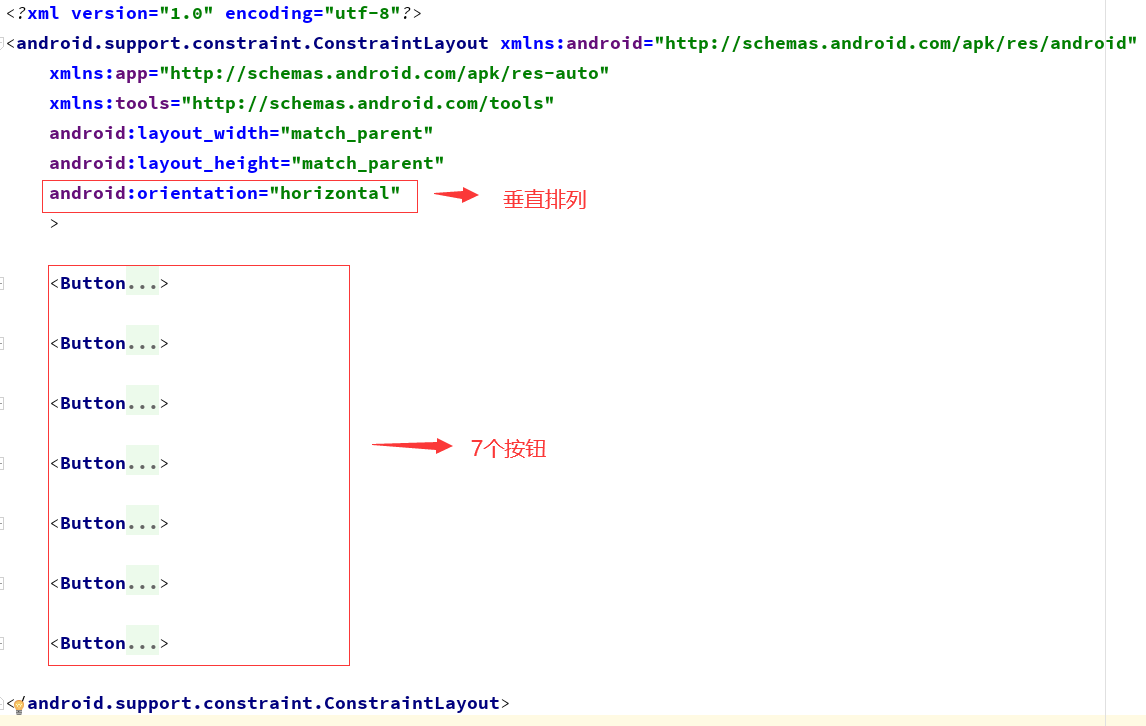 <?xml version="1.0" encoding="utf-8"?>
<android.support.constraint.ConstraintLayout xmlns:android="http://schemas.android.com/apk/res/android"
xmlns:app="http://schemas.android.com/apk/res-auto"
xmlns:tools="http://schemas.android.com/tools"
android:layout_width="match_parent"
android:layout_height="match_parent"
android:orientation="horizontal" 垂直排列
>
<Button...>
<Button...>
<Button...>
<Button...> 7个按钮
<Button...>
<Button...>
<Button...>
</android.support.constraint.ConstraintLayout>